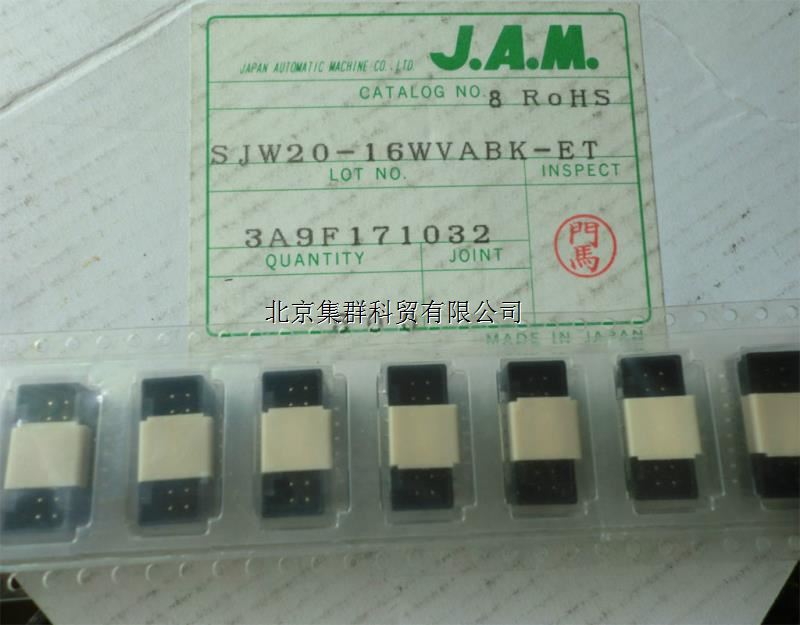 JAPAN AUTOMATIC MACHINE CO., LTD. J.A.M.
CATALOG NO. 8 RoHS
SJW20-16WVABK-ET
LOT NO. INSPECT
3A9F171032
門馬
QUANTITY JOINT
北京集群科贸有限公司
MADE IN JAPAN